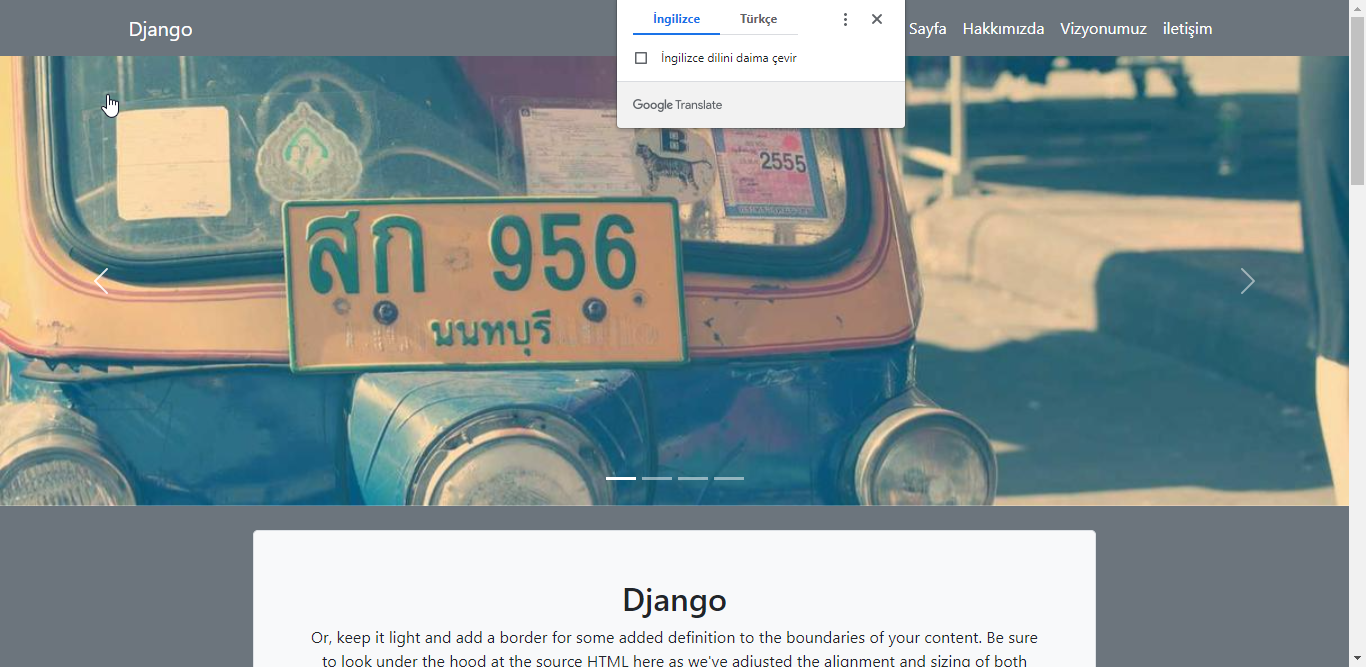 Django
İngilizce Türkçe
Sayfa Hakkımızda Vizyonumuz iletişim
İngilizce dilini daima çevir
Google Translate
B
2555
สก 956
นนทบุรี
Django
Or, keep it light and add a border for some added definition to the boundaries of your content. Be sure
to look under the hood at the source HTML here as we've adjusted the alignment and sizing of both